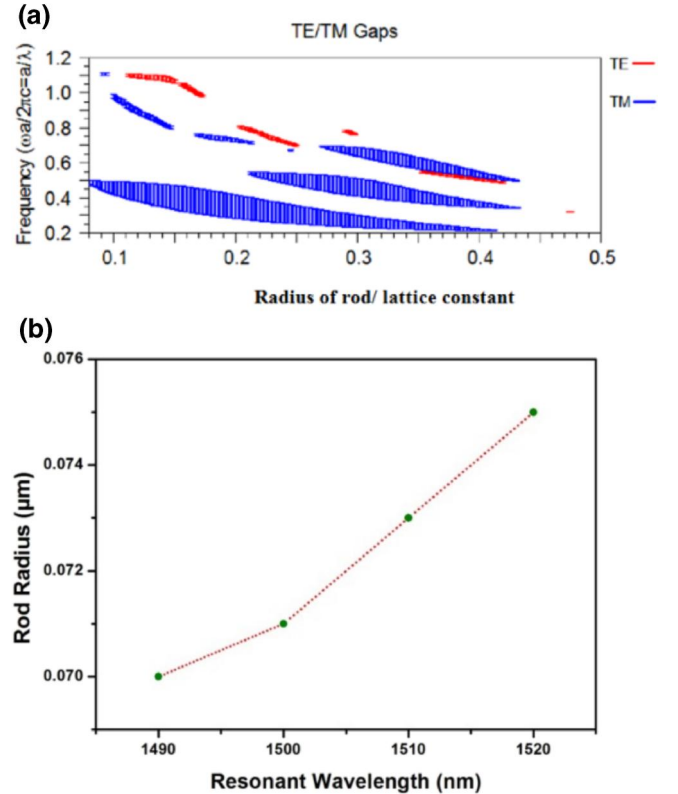 (a)
TE/TM Gaps
Frequency (ωa/2πc=a/λ)
1.2
1.0
0.8
0.6
0.4
0.2
0.1
0.2
0.3
0.4
0.5
TE
TM
Radius of rod/ lattice constant
(b)
Rod Radius (μm)
0.076
0.074
0.072
0.070
1490
1500
1510
1520
Resonant Wavelength (nm)